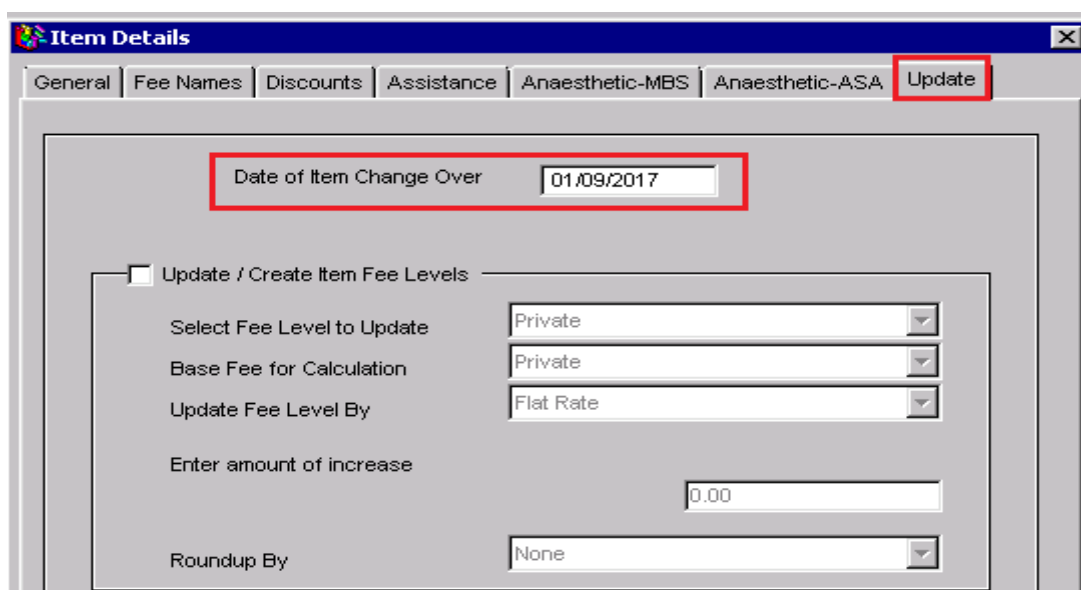 Item Details
General Fee Names Discounts Assistance Anaesthetic-MBS Anaesthetic-ASA Update
Date of Item Change Over 01/09/2017
Update / Create Item Fee Levels
Select Fee Level to Update Private
Base Fee for Calculation Private
Update Fee Level By Flat Rate
Enter amount of increase
0.00
Roundup By None